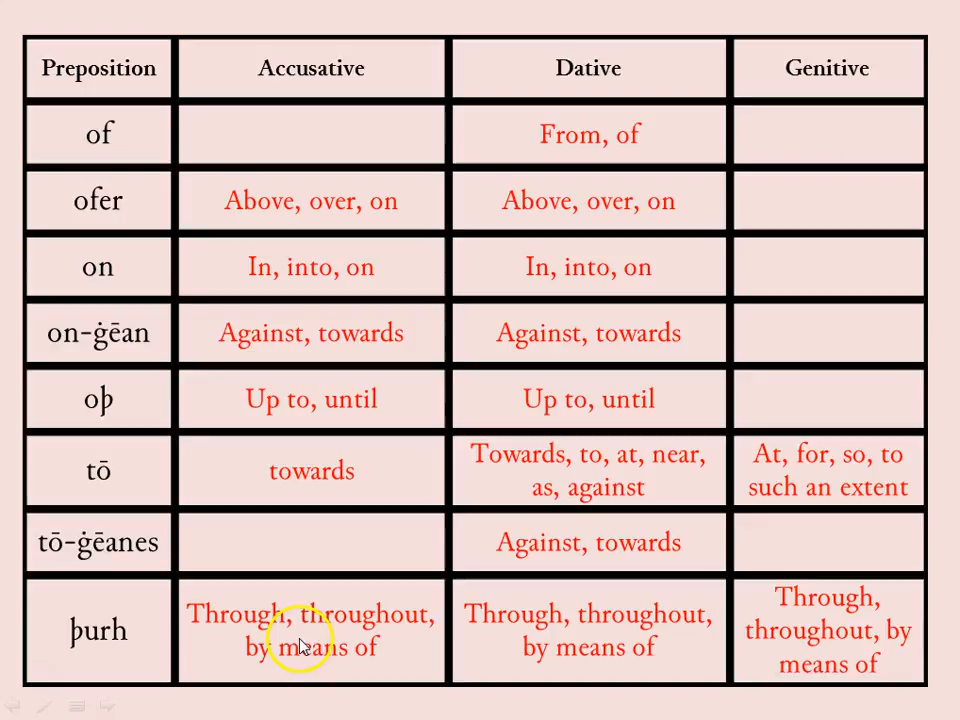 Preposition Accusative Dative Genitive
of From, of
ofer Above, over, on Above, over, on
on In, into, on In, into, on
on-ġēan Against, towards Against, towards
oþ Up to, until Up to, until
tō towards Towards, to, at, near, At, for, so, to
as, against such an extent
tō-ġēanes Against, towards
þurh Through, throughout, Through, throughout, Through,
by means of by means of throughout, by
means of